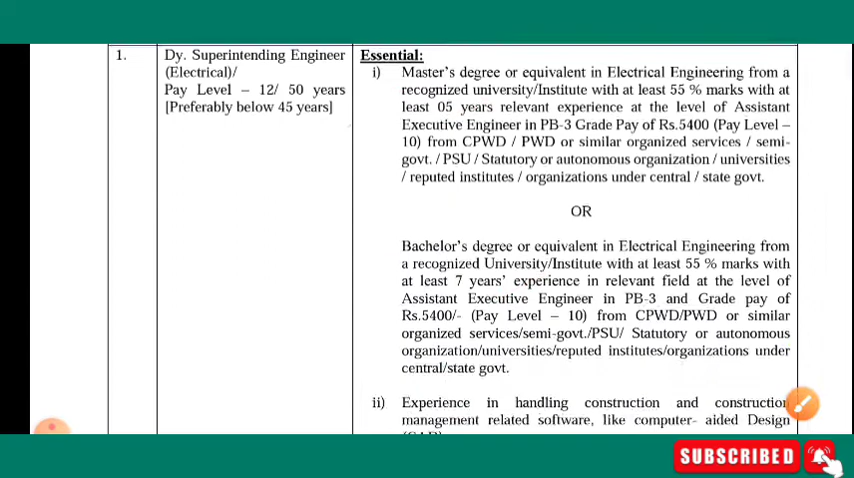 1.
Dy. Superintending Engineer
(Electrical)/
Pay Level – 12/ 50 years
[Preferably below 45 years]
Essential:
i) Master's degree or equivalent in Electrical Engineering from a
recognized university/Institute with at least 55 % marks with at
least 05 years relevant experience at the level of Assistant
Executive Engineer in PB-3 Grade Pay of Rs.5400 (Pay Level –
10) from CPWD / PWD or similar organized services / semi-
govt. / PSU / Statutory or autonomous organization / universities
/ reputed institutes / organizations under central / state govt.
OR
Bachelor's degree or equivalent in Electrical Engineering from
a recognized University/Institute with at least 55 % marks with
at least 7 years' experience in relevant field at the level of
Assistant Executive Engineer in PB-3 and Grade pay of
Rs.5400/- (Pay Level – 10) from CPWD/PWD or similar
organized services/semi-govt./PSU/ Statutory or autonomous
organization/universities/reputed institutes/organizations under
central/state govt.
ii) Experience in handling construction and construction
management related software, like computer- aided Design
SUBSCRIBED